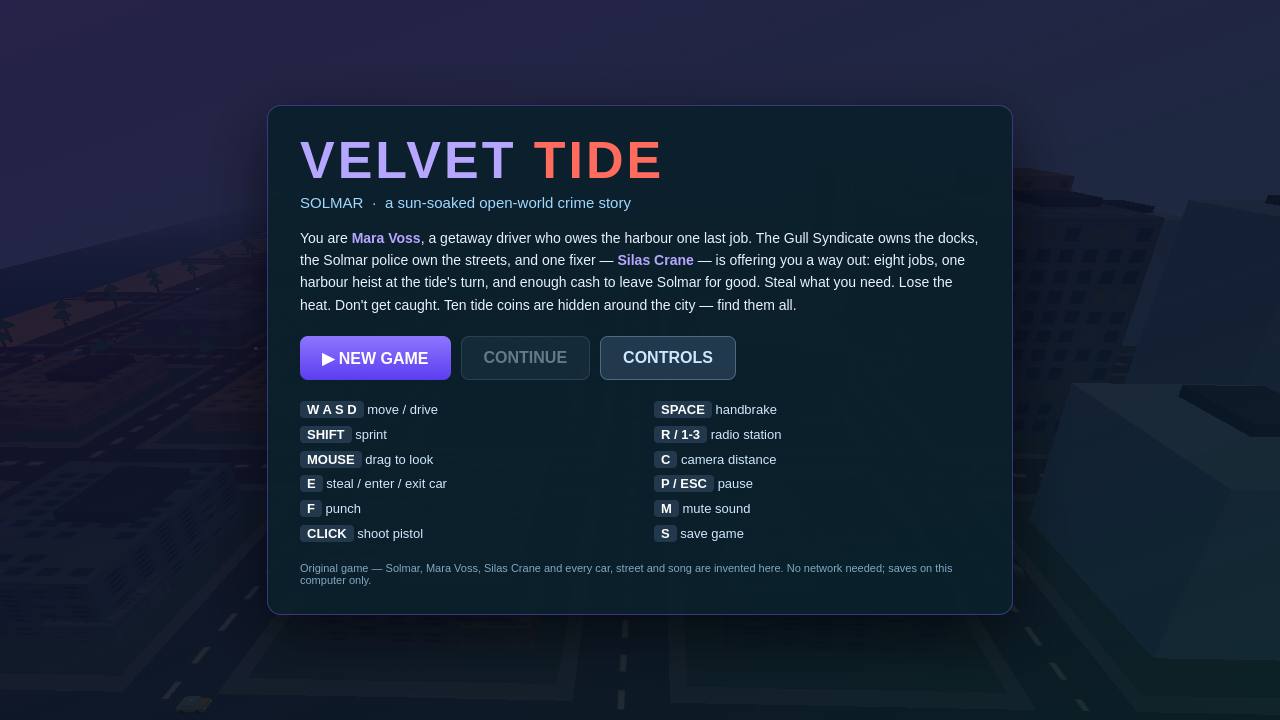 VELVET TIDE
SOLMAR · a sun-soaked open-world crime story
You are Mara Voss, a getaway driver who owes the harbour one last job. The Gull Syndicate owns the docks,
the Solmar police own the streets, and one fixer — Silas Crane — is offering you a way out: eight jobs, one
harbour heist at the tide's turn, and enough cash to leave Solmar for good. Steal what you need. Lose the
heat. Don't get caught. Ten tide coins are hidden around the city — find them all.
▶ NEW GAME CONTINUE CONTROLS
W A S D move / drive
SPACE handbrake
SHIFT sprint
R / 1-3 radio station
MOUSE drag to look
C camera distance
E steal / enter / exit car
P / ESC pause
F punch
M mute sound
CLICK shoot pistol
S save game
Original game — Solmar, Mara Voss, Silas Crane and every car, street and song are invented here. No network needed; saves on this
computer only.